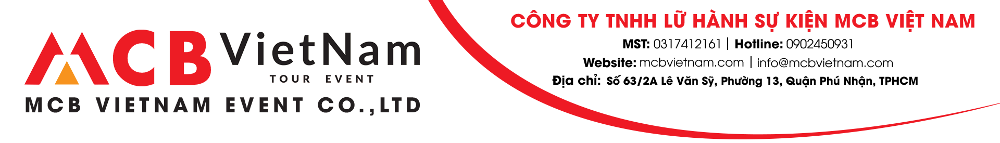 MCB VietNam
TOUR EVENT
MCB VIETNAM EVENT CO.,LTD
CÔNG TY TNHH LỮ HÀNH SỰ KIỆN MCB VIỆT NAM
MST: 0317412161 | Hotline: 0902450931
Website: mcbvietnam.com | info@mcbvietnam.com
Địa chỉ: Số 63/2A Lê Văn Sỹ, Phường 13, Quận Phú Nhận, TPHCM